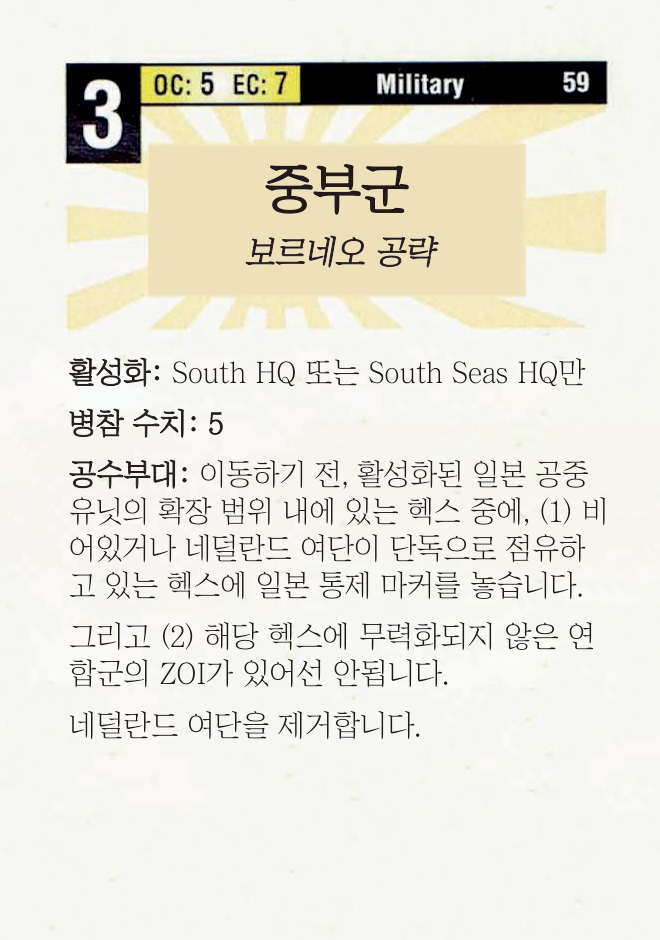 3
OC: 5 EC: 7 Military 59
중부군
보르네오 공략
활성화: South HQ 또는 South Seas HQ만
병참 수치: 5
공수부대: 이동하기 전, 활성화된 일본 공중
유닛의 확장 범위 내에 있는 헥스 중에, (1) 비
어있거나 네덜란드 여단이 단독으로 점유하
고 있는 헥스에 일본 통제 마커를 놓습니다.
그리고 (2) 해당 헥스에 무력화되지 않은 연
합군의 ZOI가 있어선 안됩니다.
네덜란드 여단을 제거합니다.